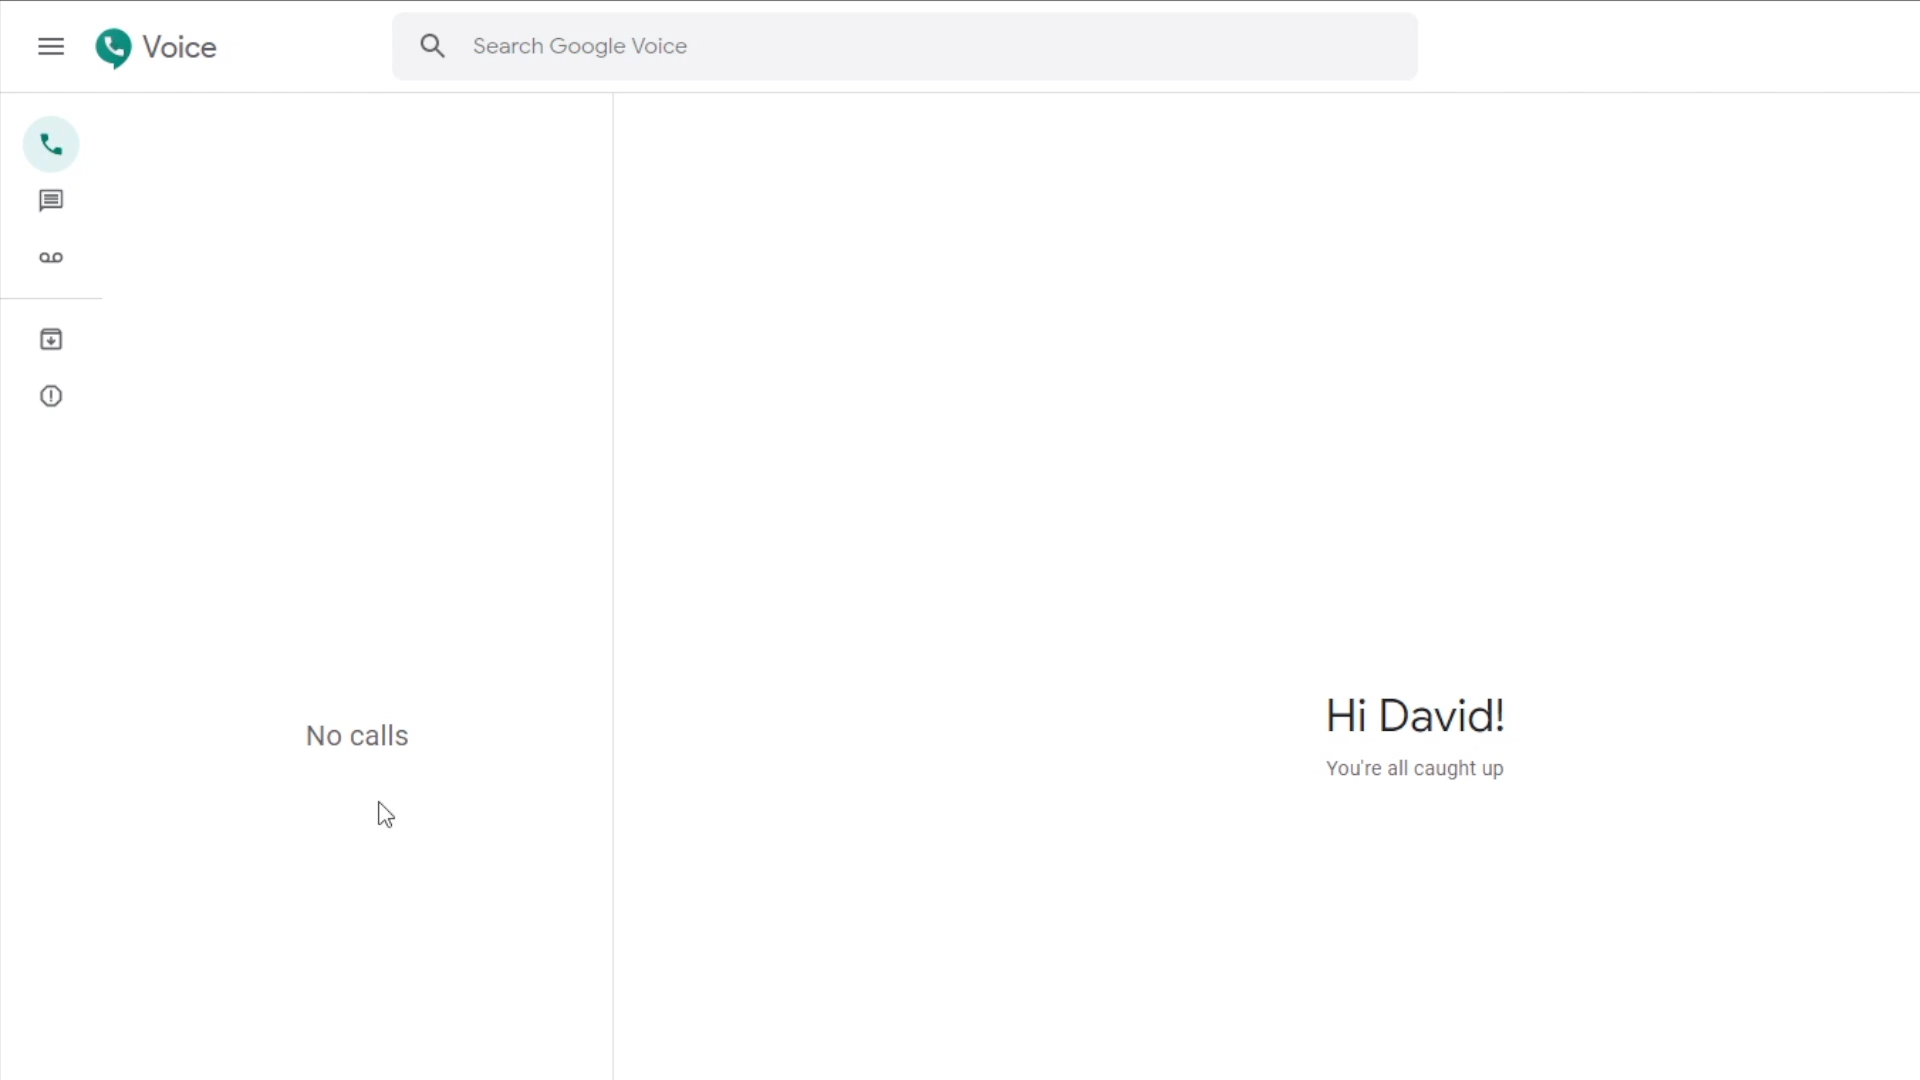 Voice
Search Google Voice
No calls
Hi David!
You're all caught up